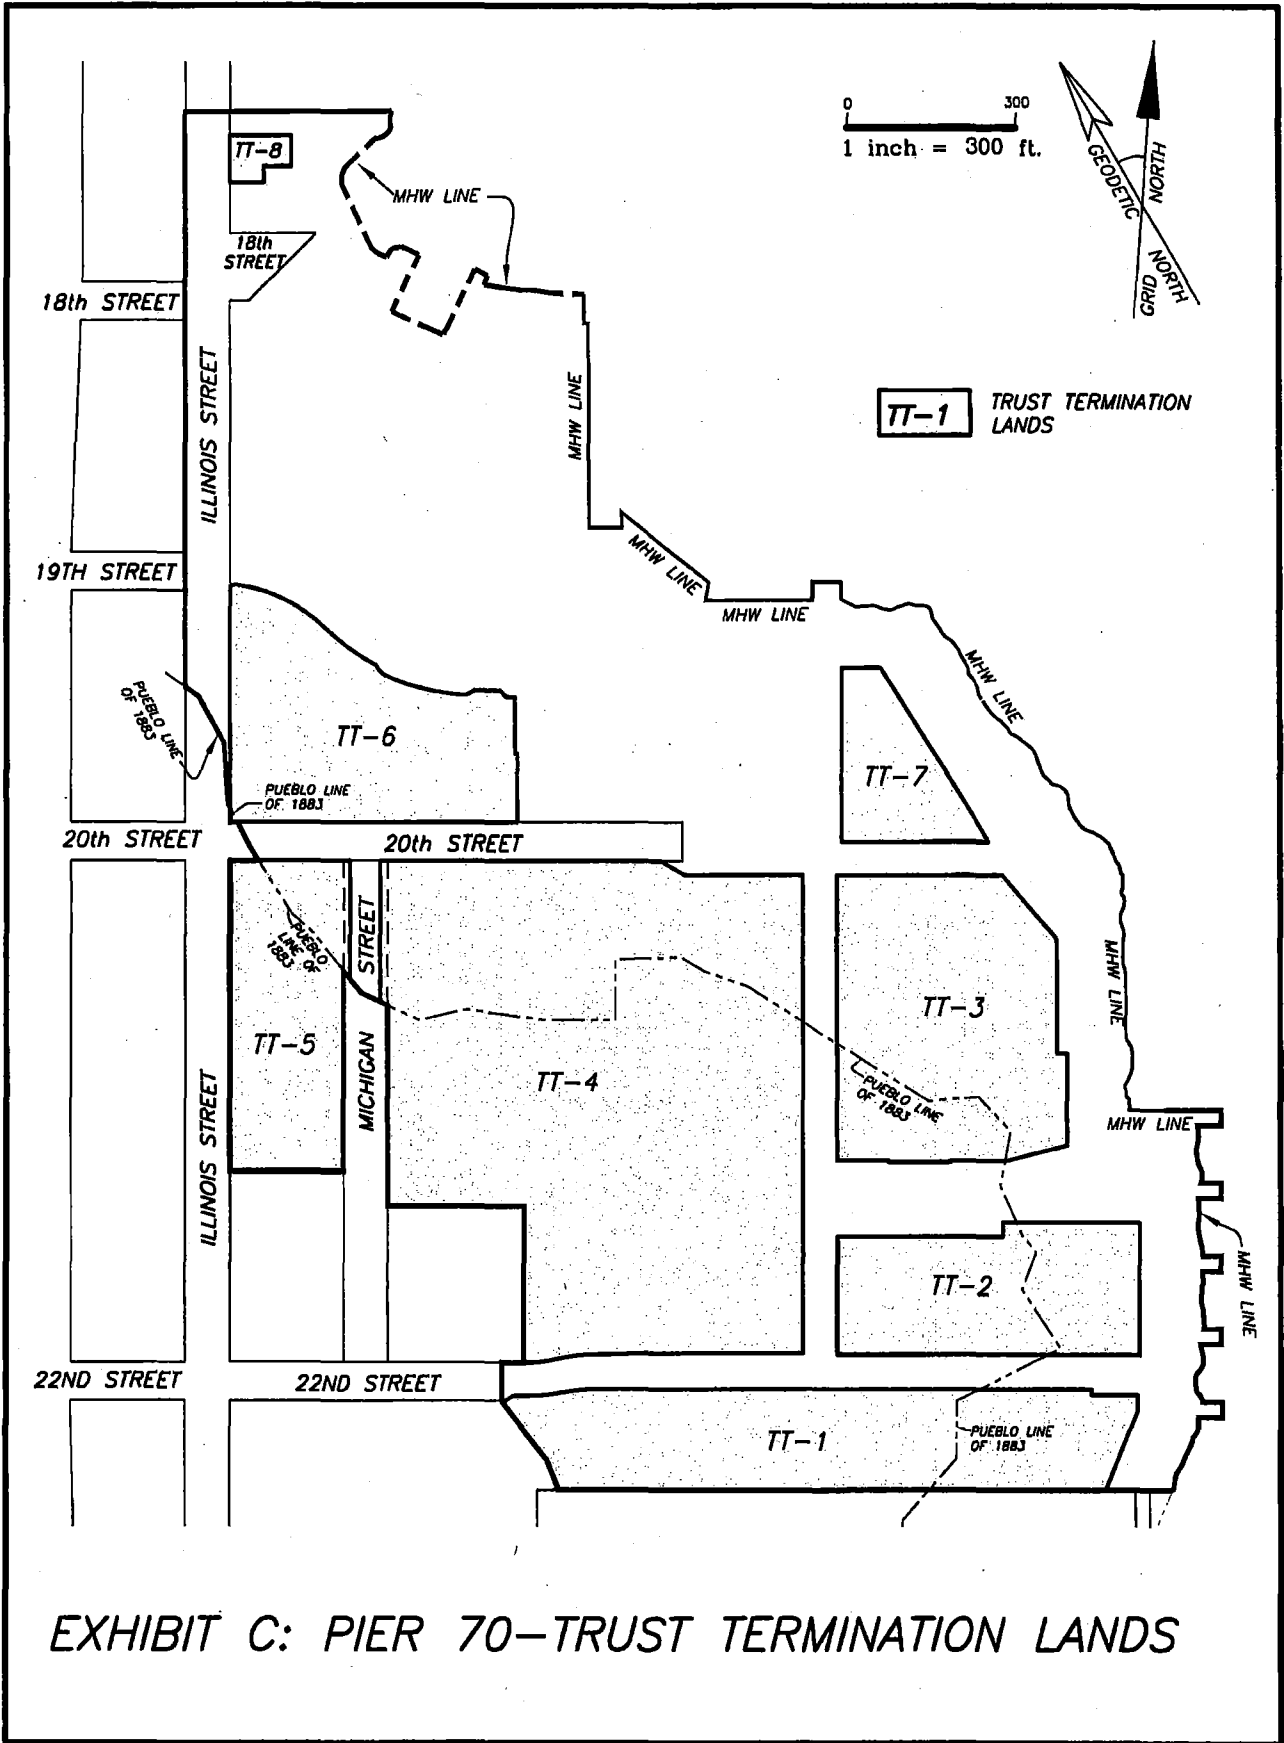 0 300
1 inch = 300 ft.
GEODETIC
NORTH
NORTH
GRID
TT-8
MHW LINE
18th
STREET
18th STREET
ILLINOIS STREET
MHW LINE
TT-1
TRUST TERMINATION
LANDS
MHW LINE
19TH STREET
MHW LINE
MHW LINE
PUEBLO LINE
OF 1883
TT-6
TT-7
PUEBLO LINE
OF 1883
20th STREET
20th STREET
STREET
PUEBLO
LINE OF
1883
MHW LINE
TT-3
TT-5
TT-4
MICHIGAN
PUEBLO LINE
OF 1883
MHW LINE
ILLINOIS STREET
MHW LINE
TT-2
22ND STREET
22ND STREET
TT-1
PUEBLO LINE
OF 1883
EXHIBIT C: PIER 70-TRUST TERMINATION LANDS